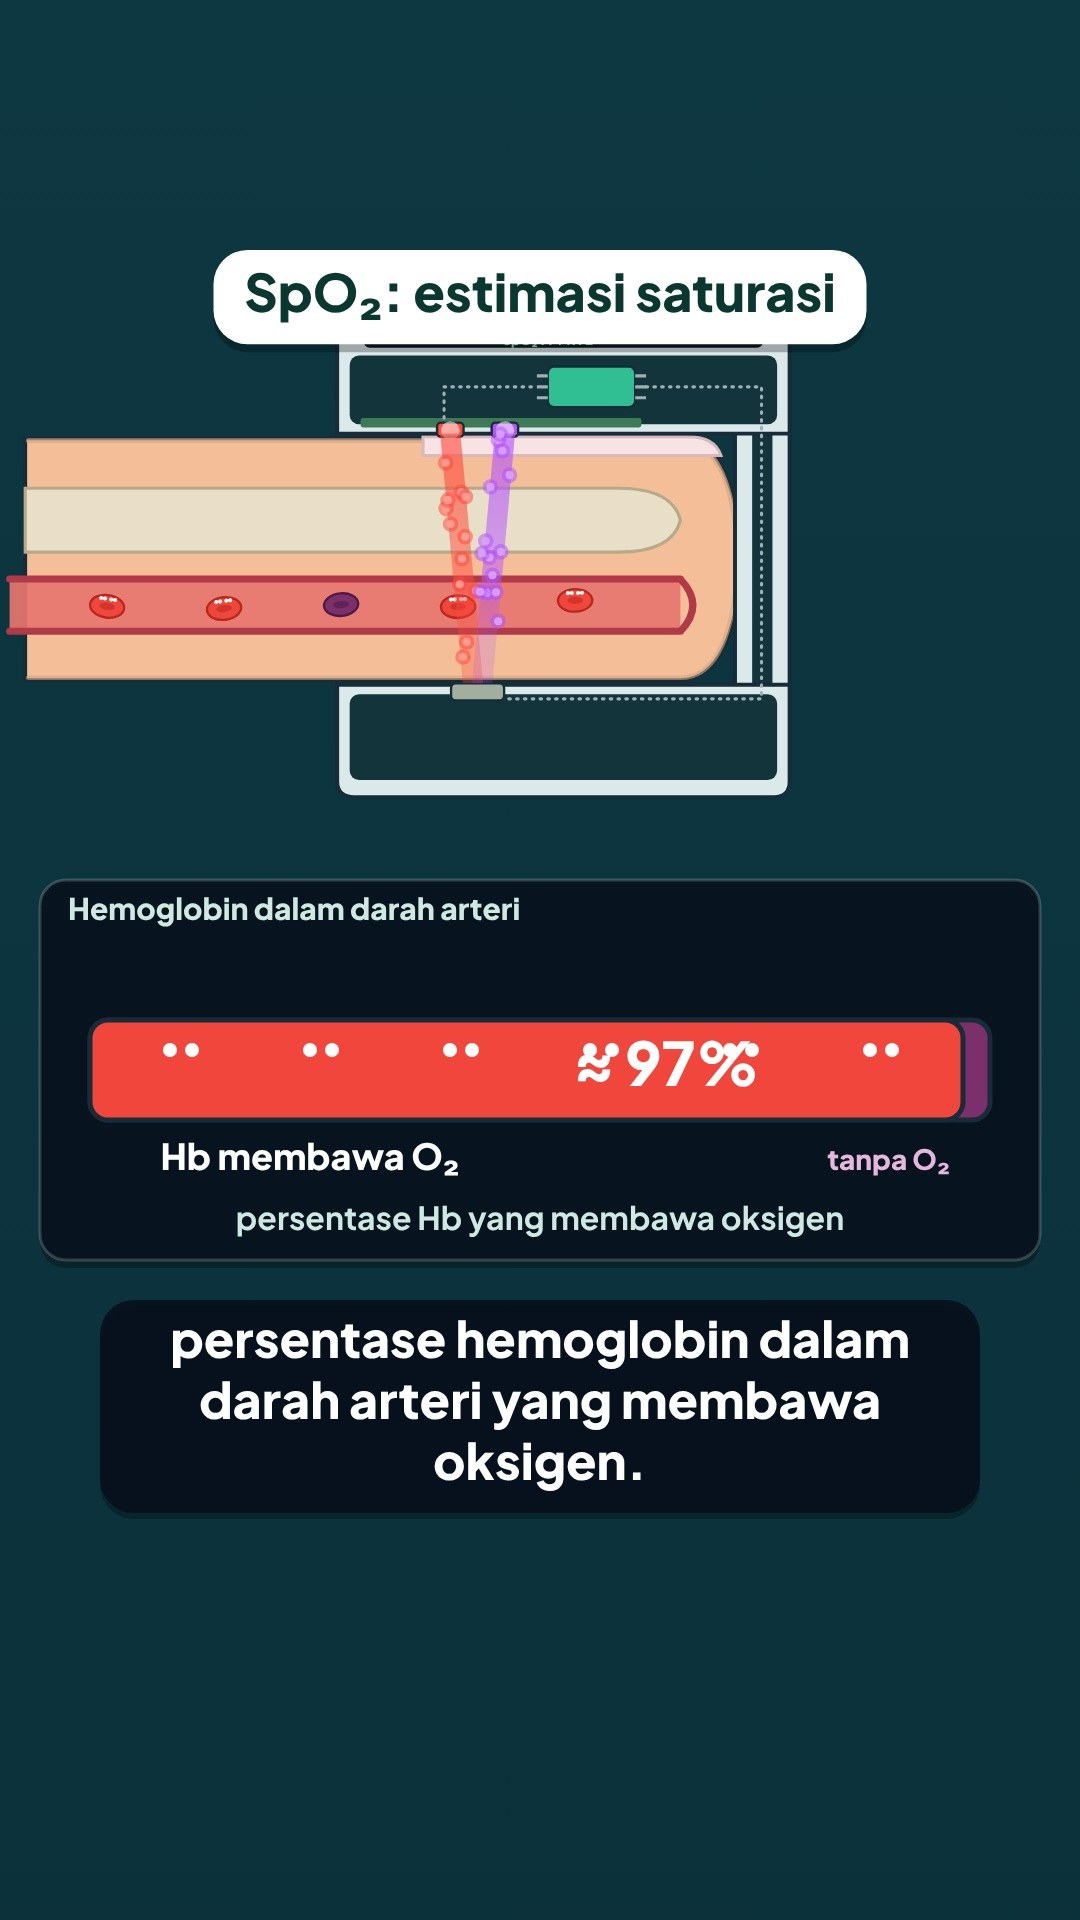 SpO₂: estimasi saturasi
Hemoglobin dalam darah arteri
≈97%
Hb membawa O₂
tanpa O₂
persentase Hb yang membawa oksigen
persentase hemoglobin dalam
darah arteri yang membawa
oksigen.